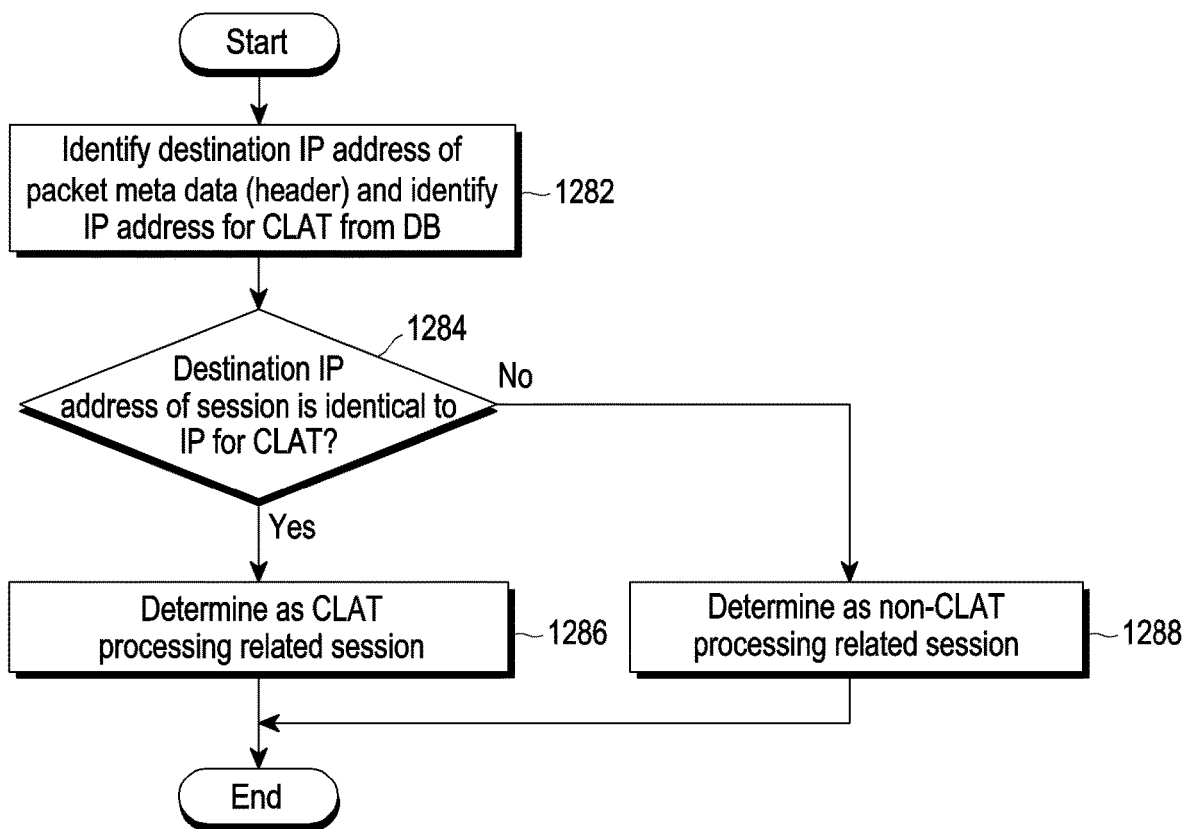 Start
Identify destination IP address of
packet meta data (header) and identify
IP address for CLAT from DB
1282
1284
Destination IP
address of session is identical to
IP for CLAT?
No
Yes
Determine as CLAT
processing related session
1286
Determine as non-CLAT
processing related session
1288
End